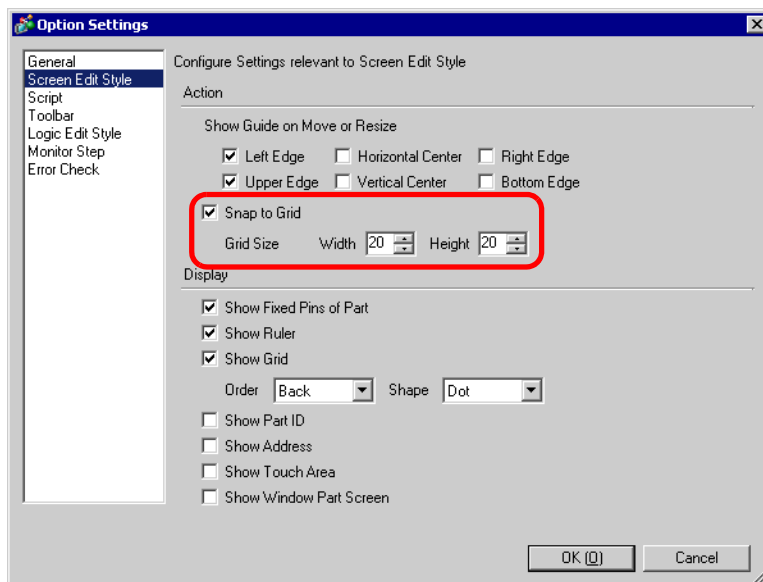 Option Settings
General
Screen Edit Style
Script
Toolbar
Logic Edit Style
Monitor Step
Error Check
Configure Settings relevant to Screen Edit Style
Action
Show Guide on Move or Resize
Left Edge Horizontal Center Right Edge
Upper Edge Vertical Center Bottom Edge
Snap to Grid
Grid Size Width 20 Height 20
Display
Show Fixed Pins of Part
Show Ruler
Show Grid
Order Back Shape Dot
Show Part ID
Show Address
Show Touch Area
Show Window Part Screen
OK (O) Cancel